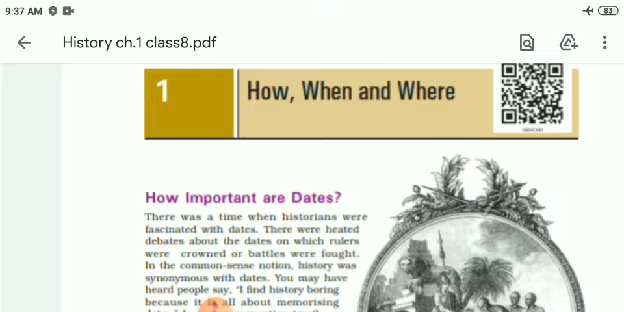 9:37 AM 83
History ch.1 class8.pdf
1
How, When and Where
How Important are Dates?
There was a time when historians were
fascinated with dates. There were heated
debates about the dates on which rulers
were crowned or battles were fought.
In the common-sense notion, history was
synonymous with dates. You may have
heard people say, "I find history boring
because it is all about memorising